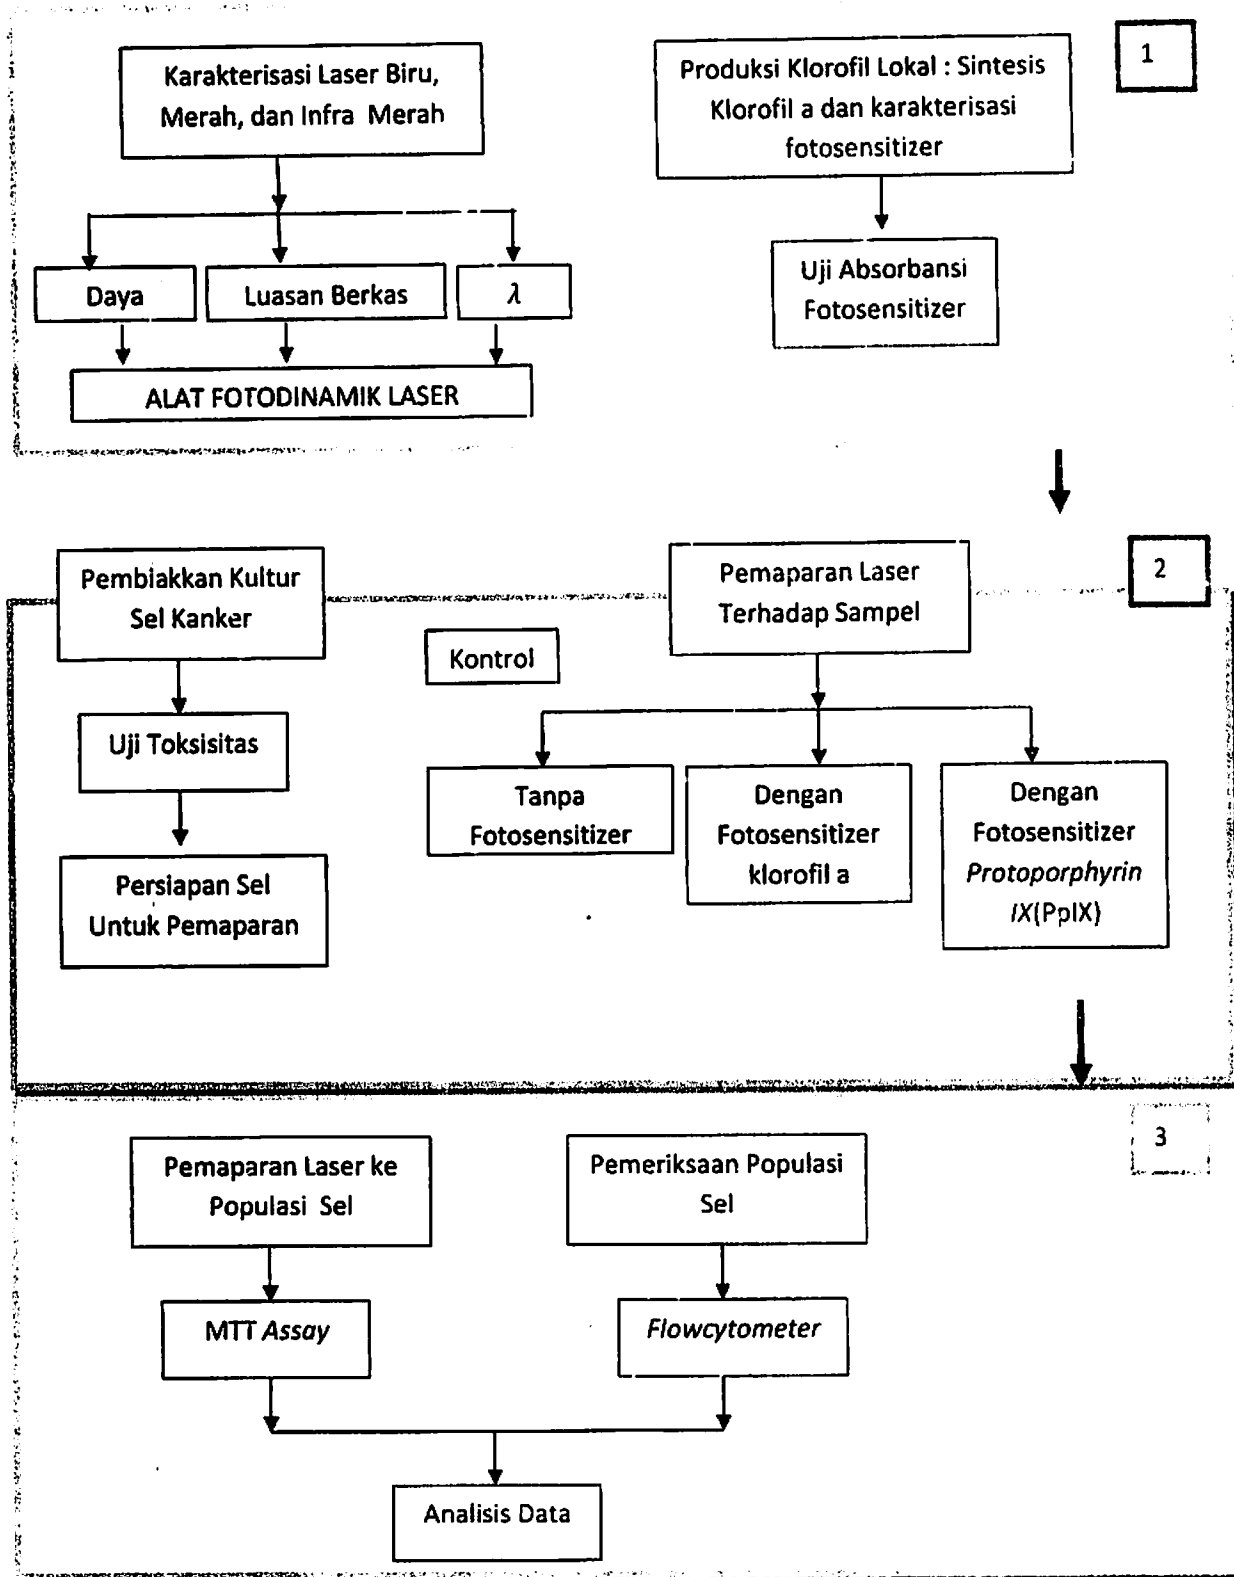 1
Karakterisasi Laser Biru,
Merah, dan Infra Merah
Produksi Klorofil Lokal : Sintesis
Klorofil a dan karakterisasi
fotosensitizer
Daya
Luasan Berkas
λ
Uji Absorbansi
Fotosensitizer
ALAT FOTODINAMIK LASER
2
Pembiakkan Kultur
Sel Kanker
Pemaparan Laser
Terhadap Sampel
Kontrol
Uji Toksisitas
Tanpa
Fotosensitizer
Dengan
Fotosensitizer
klorofil a
Dengan
Fotosensitizer
Protoporphyrin
IX(PpIX)
Persiapan Sel
Untuk Pemaparan
3
Pemaparan Laser ke
Populasi Sel
Pemeriksaan Populasi
Sel
MTT Assay
Flowcytometer
Analisis Data